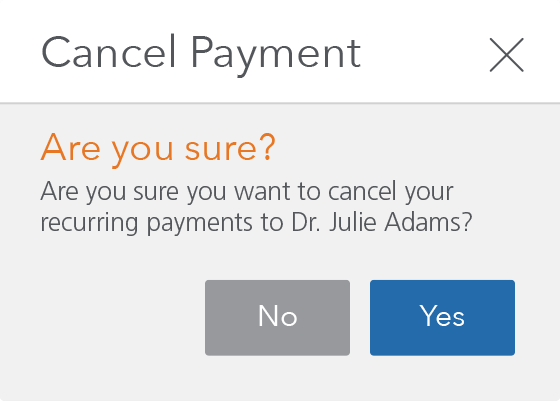 Cancel Payment
Are you sure?
Are you sure you want to cancel your
recurring payments to Dr. Julie Adams?
No Yes